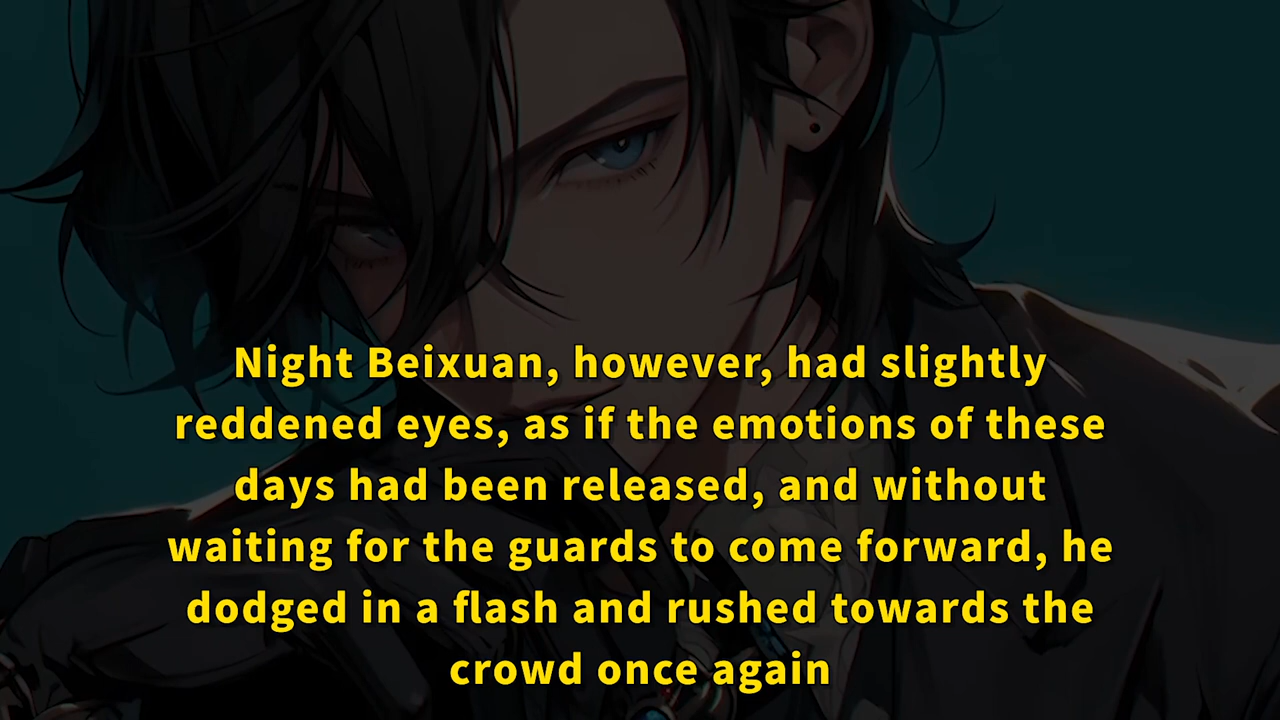 Night Beixuan, however, had slightly
reddened eyes, as if the emotions of these
days had been released, and without
waiting for the guards to come forward, he
dodged in a flash and rushed towards the
crowd once again